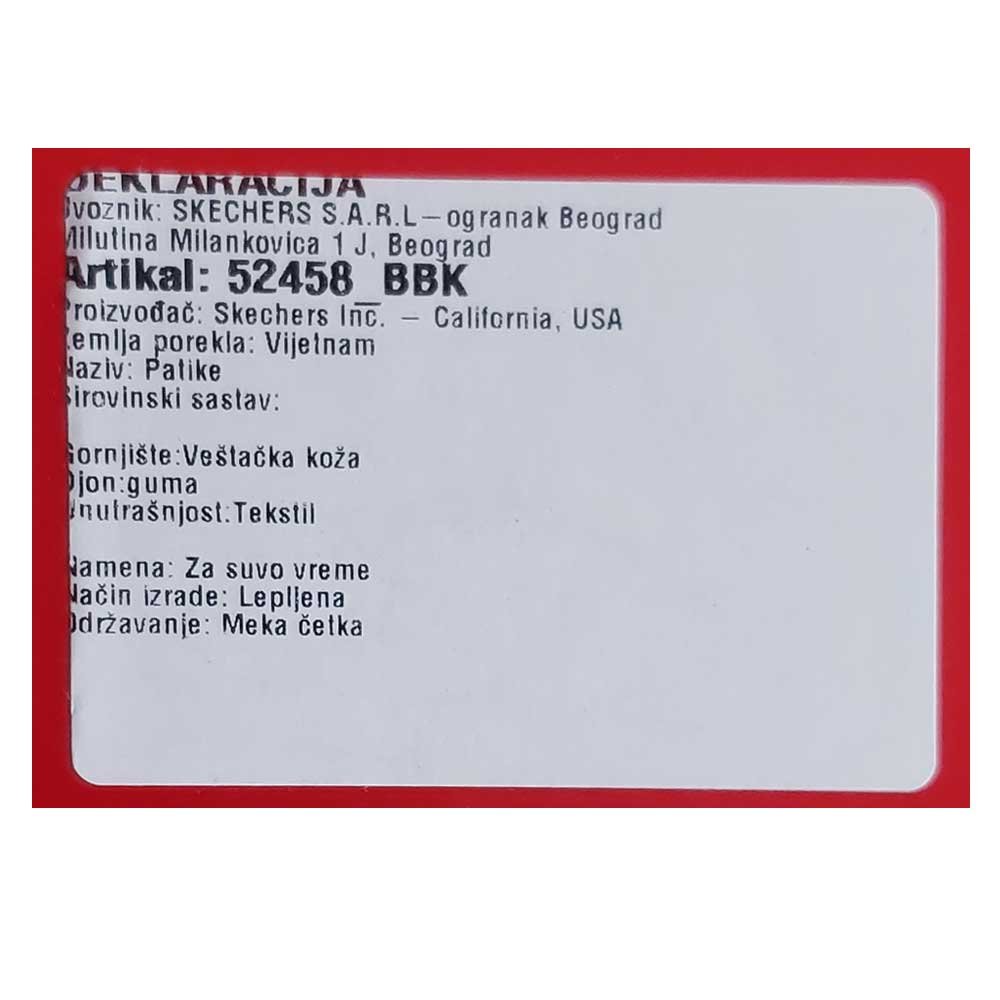 DEKLARACIJA
Uvoznik: SKECHERS S.A.R.L–ogranak Beograd
Milutina Milankovica 1 J, Beograd
Artikal: 52458_BBK
Proizvođač: Skechers Inc. – California, USA
Zemlja porekla: Vijetnam
Naziv: Patike
Sirovinski sastav:
Gornjište:Veštačka koža
Djon:guma
Unutrašnjost:Tekstil
Namena: Za suvo vreme
Način izrade: Lepljena
Održavanje: Meka četka